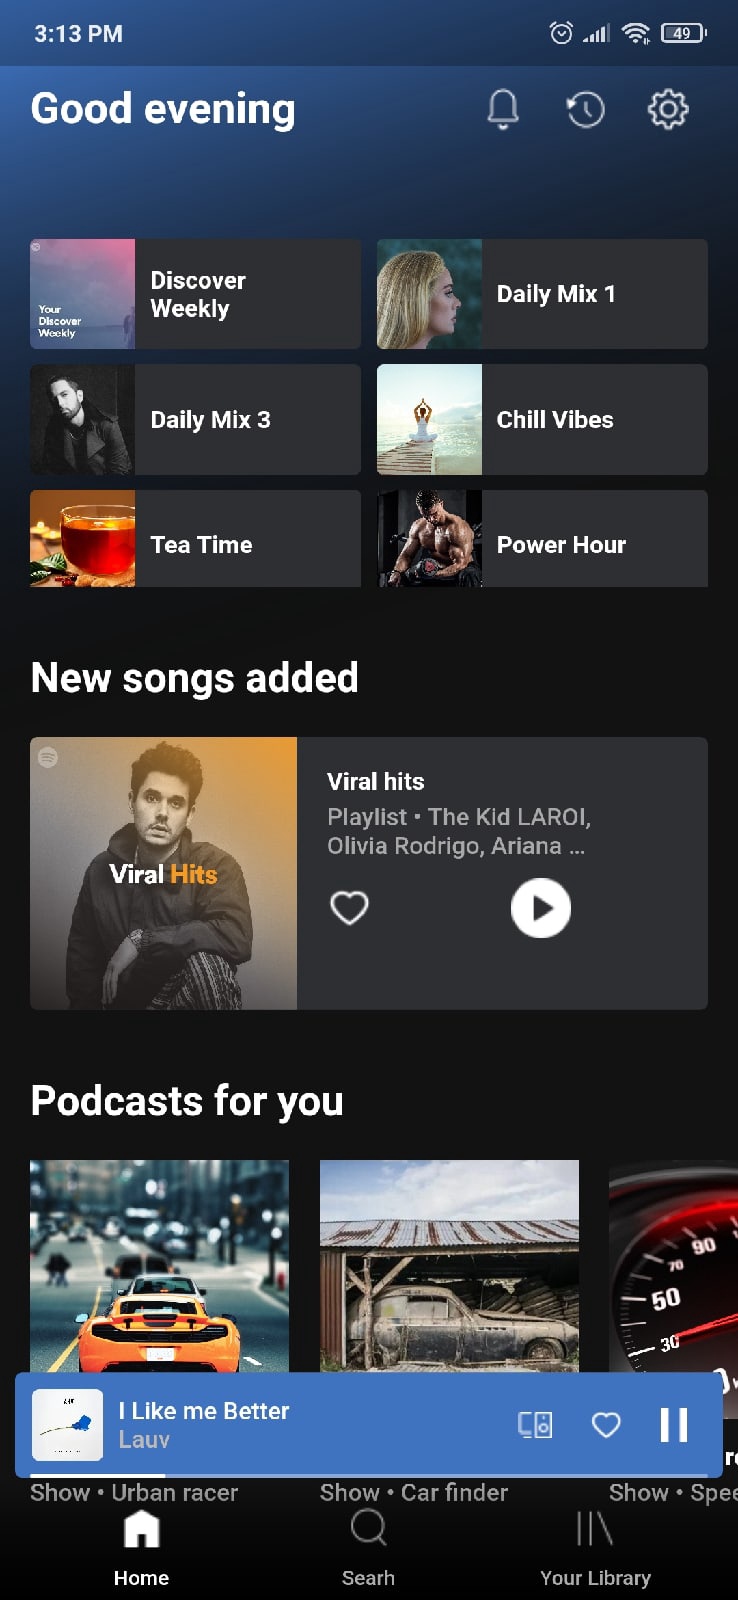 3:13 PM
49
Good evening
Your
Discover
Weekly
Discover
Weekly
Daily Mix 1
Daily Mix 3
Chill Vibes
Tea Time
Power Hour
New songs added
Viral Hits
Viral hits
Playlist • The Kid LAROI,
Olivia Rodrigo, Ariana ...
Podcasts for you
90
70
50
30
I Like me Better
Lauv
Show • Urban racer
Show • Car finder
Show • Spee
Home
Searh
Your Library